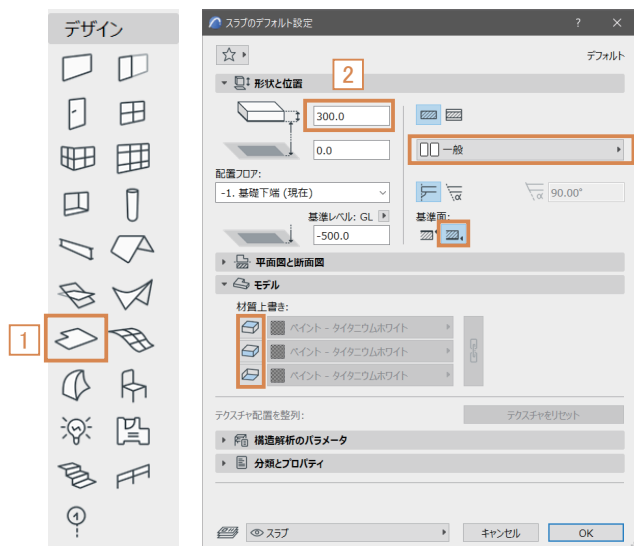 デザイン
1
スラブのデフォルト設定
?
×
デフォルト
形状と位置
2
300.0
0.0
一般
配置フロア:
-1. 基礎下端 (現在)
α
α
90.00°
基準レベル: GL
基準面:
-500.0
平面図と断面図
モデル
材質上書き:
ペイント - タイタニウムホワイト
ペイント - タイタニウムホワイト
ペイント - タイタニウムホワイト
テクスチャ配置を整列:
テクスチャをリセット
構造解析のパラメータ
分類とプロパティ
1
スラブ
キャンセル
OK